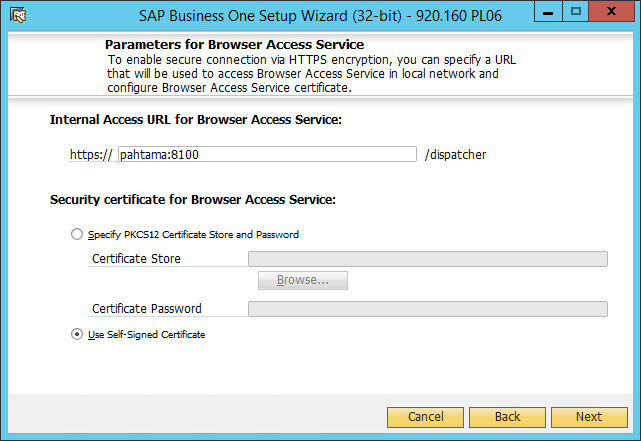 SAP Business One Setup Wizard (32-bit) - 920.160 PL06
Parameters for Browser Access Service
To enable secure connection via HTTPS encryption, you can specify a URL
that will be used to access Browser Access Service in local network and
configure Browser Access Service certificate.
Internal Access URL for Browser Access Service:
https:// pahtama:8100 /dispatcher
Security certificate for Browser Access Service:
Specify PKCS12 Certificate Store and Password
Certificate Store
Browse...
Certificate Password
Use Self-Signed Certificate
Cancel Back Next